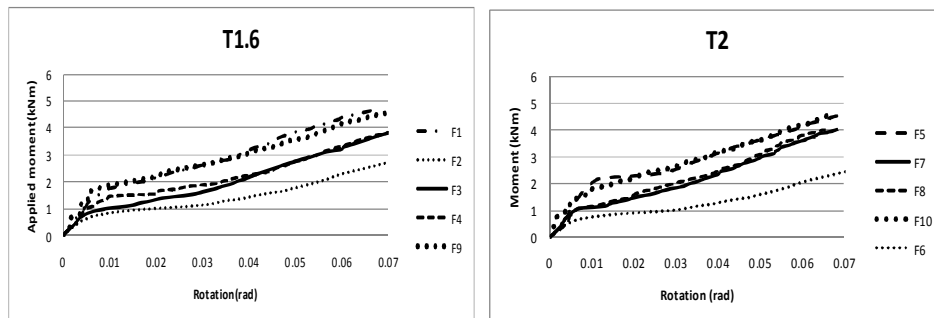 T1.6
Applied moment(kNm)
6
5
4
3
2
1
0
0 0.01 0.02 0.03 0.04 0.05 0.06 0.07
Rotation(rad)
F1
F2
F3
F4
F9
T2
Moment (kNm)
6
5
4
3
2
1
0
0 0.01 0.02 0.03 0.04 0.05 0.06 0.07
Rotation (rad)
F5
F7
F8
F10
F6